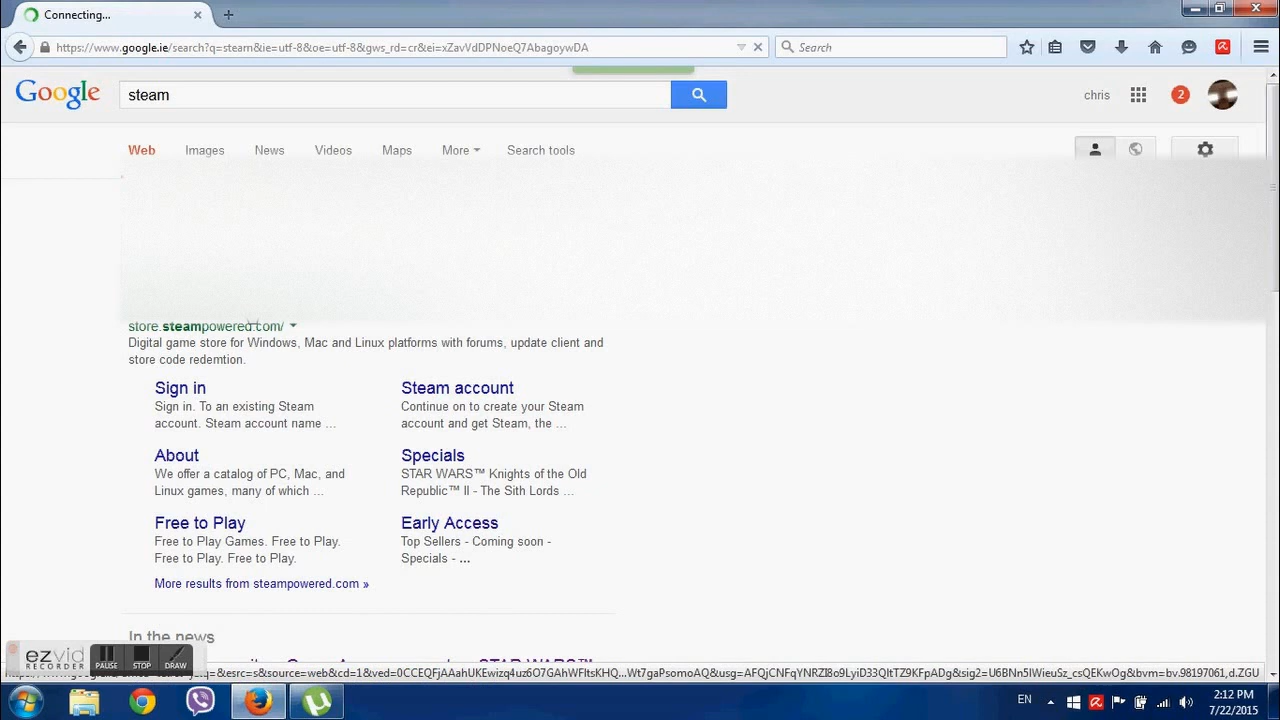 Connecting...
https://www.google.ie/search?q=steam&ie=utf-8&oe=utf-8&gws_rd=cr&ei=xZavVdDPNoeQ7AbagoywDA
Search
Google
steam
chris
2
Web Images News Videos Maps More Search tools
store.steampowered.com/
Digital game store for Windows, Mac and Linux platforms with forums, update client and
store code redemtion.
Sign in
Sign in. To an existing Steam
account. Steam account name ...
Steam account
Continue on to create your Steam
account and get Steam, the ...
About
We offer a catalog of PC, Mac, and
Linux games, many of which ...
Specials
STAR WARS™ Knights of the Old
Republic™ II - The Sith Lords ...
Free to Play
Free to Play Games. Free to Play.
Free to Play. Free to Play.
Early Access
Top Sellers - Coming soon -
Specials - ...
More results from steampowered.com »
In the news
STAR WARS™
ezvid
RECORDER
PAUSE STOP DRAW
EN
2:12 PM
7/22/2015